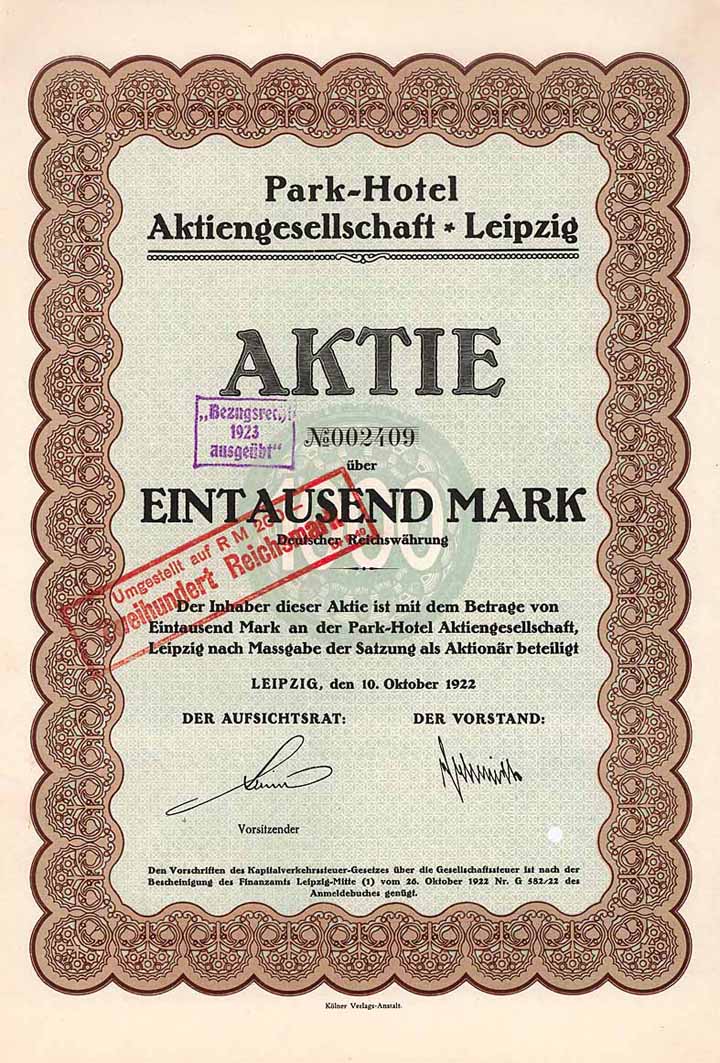 Park-Hotel
Aktiengesellschaft * Leipzig
AKTIE
„Bezugsrecht
1923
ausgeübt“
№002409
über
EINTAUSEND MARK
1000
Deutscher Reichswährung
Umgestellt auf RM 20
Zweihundert Reichsmark
Der Inhaber dieser Aktie ist mit dem Betrage von
Eintausend Mark an der Park-Hotel Aktiengesellschaft,
Leipzig nach Massgabe der Satzung als Aktionär beteiligt
LEIPZIG, den 10. Oktober 1922
DER AUFSICHTSRAT: DER VORSTAND:
Schmidt
Vorsitzender
Den Vorschriften des Kapitalverkehrssteuer-Gesetzes über die Gesellschaftssteuer ist nach der
Bescheinigung des Finanzamts Leipzig-Mitte (1) vom 26. Oktober 1922 Nr. G 582/22 des
Anmeldebuches genügt.
Kölner Verlags-Anstalt.